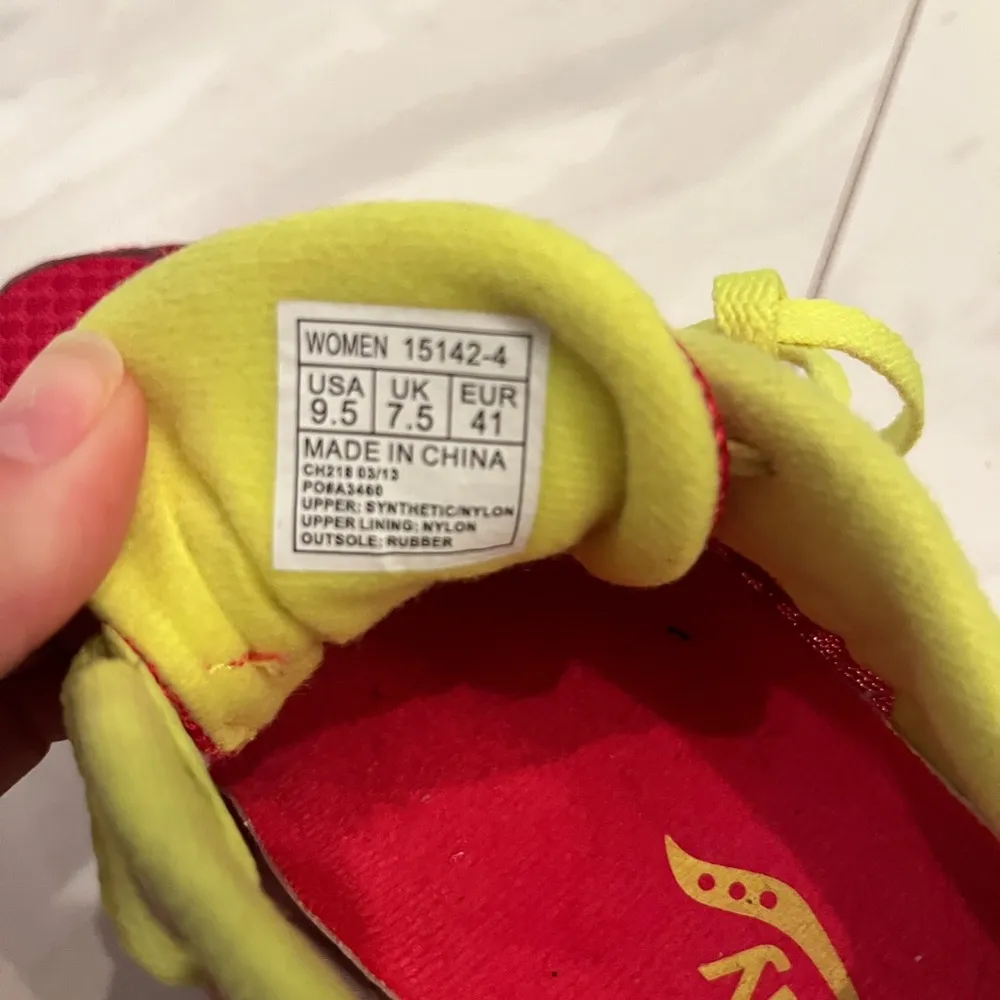 WOMEN 15142-4
USA UK EUR
9.5 7.5 41
MADE IN CHINA
CH218 03/13
PO#A3460
UPPER: SYNTHETIC/NYLON
UPPER LINING: NYLON
OUTSOLE: RUBBER